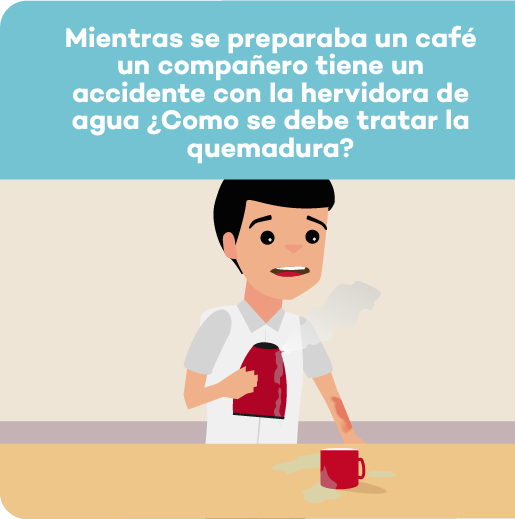 Mientras se preparaba un café
un compañero tiene un
accidente con la hervidora de
agua ¿Como se debe tratar la
quemadura?